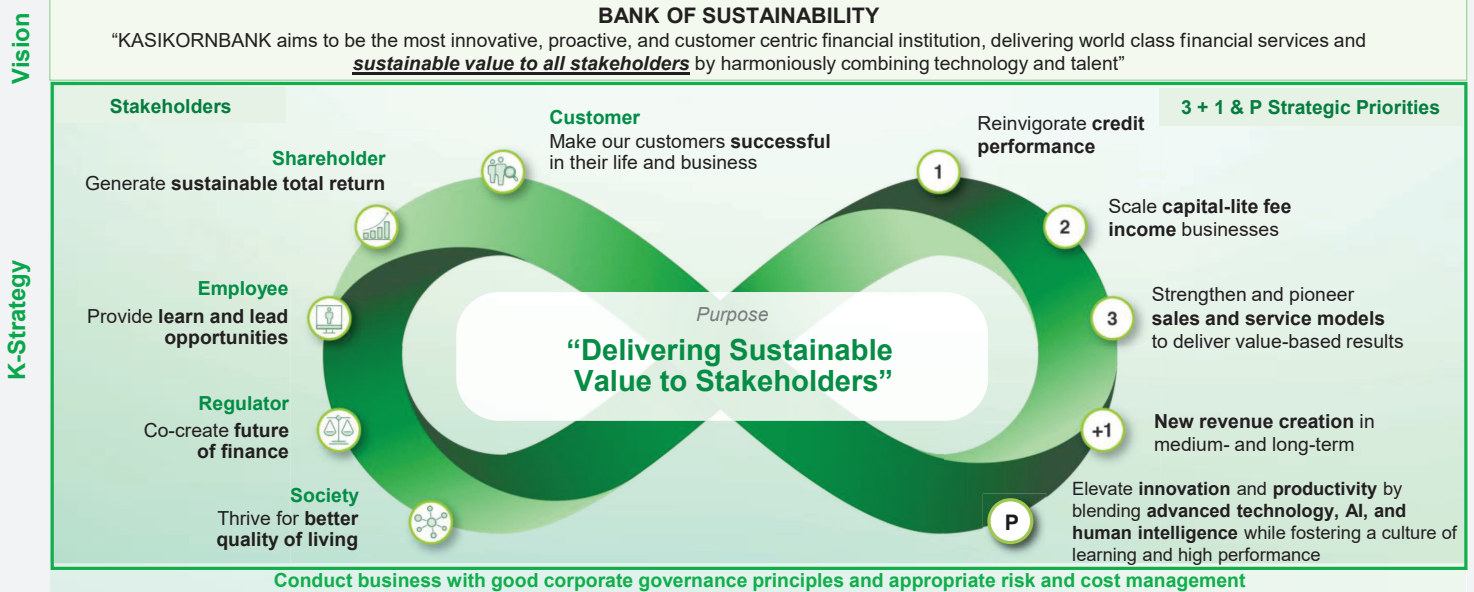 Vision
BANK OF SUSTAINABILITY
“KASIKORNBANK aims to be the most innovative, proactive, and customer centric financial institution, delivering world class financial services and
sustainable value to all stakeholders by harmoniously combining technology and talent”
K-Strategy
Stakeholders
Customer
Make our customers successful
in their life and business
Shareholder
Generate sustainable total return
Employee
Provide learn and lead
opportunities
Regulator
Co-create future
of finance
Society
Thrive for better
quality of living
Purpose
“Delivering Sustainable
Value to Stakeholders”
3 + 1 & P Strategic Priorities
1
Reinvigorate credit
performance
2
Scale capital-lite fee
income businesses
3
Strengthen and pioneer
sales and service models
to deliver value-based results
+1
New revenue creation in
medium- and long-term
P
Elevate innovation and productivity by
blending advanced technology, AI, and
human intelligence while fostering a culture of
learning and high performance
Conduct business with good corporate governance principles and appropriate risk and cost management